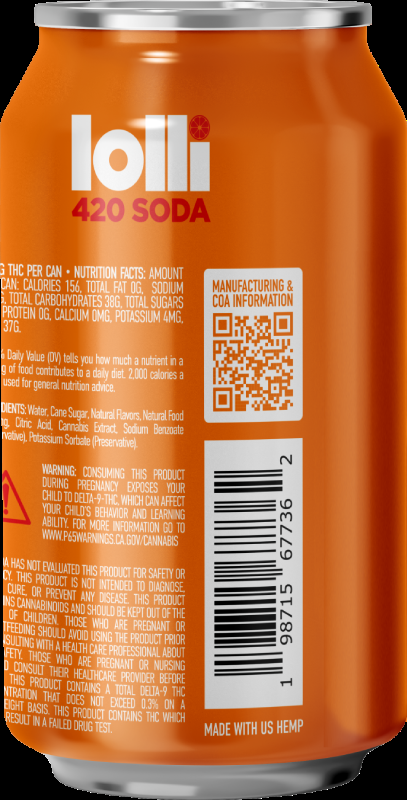 lolli
420 SODA
G THC PER CAN • NUTRITION FACTS: AMOUNT
CAN: CALORIES 156, TOTAL FAT 0G, SODIUM
G, TOTAL CARBOHYDRATES 38G, TOTAL SUGARS
PROTEIN 0G, CALCIUM 0MG, POTASSIUM 4MG,
37G.
% Daily Value (DV) tells you how much a nutrient in a
ng of food contributes to a daily diet. 2,000 calories a
used for general nutrition advice.
DIENTS: Water, Cane Sugar, Natural Flavors, Natural Food
ng, Citric Acid, Cannabis Extract, Sodium Benzoate
rvative), Potassium Sorbate (Preservative).
WARNING: CONSUMING THIS PRODUCT
DURING PREGNANCY EXPOSES YOUR
CHILD TO DELTA-9-THC, WHICH CAN AFFECT
YOUR CHILD'S BEHAVIOR AND LEARNING
ABILITY. FOR MORE INFORMATION GO TO
WWW.P65WARNINGS.CA.GOV/CANNABIS
DA HAS NOT EVALUATED THIS PRODUCT FOR SAFETY OR
CY. THIS PRODUCT IS NOT INTENDED TO DIAGNOSE,
CURE, OR PREVENT ANY DISEASE. THIS PRODUCT
INS CANNABINOIDS AND SHOULD BE KEPT OUT OF THE
OF CHILDREN. THOSE WHO ARE PREGNANT OR
TFEEDING SHOULD AVOID USING THE PRODUCT PRIOR
NSULTING WITH A HEALTH CARE PROFESSIONAL ABOUT
AFETY. THOSE WHO ARE PREGNANT OR NURSING
D CONSULT THEIR HEALTHCARE PROVIDER BEFORE
THIS PRODUCT CONTAINS A TOTAL DELTA-9 THC
NTRATION THAT DOES NOT EXCEED 0.3% ON A
EIGHT BASIS. THIS PRODUCT CONTAINS THC WHICH
RESULT IN A FAILED DRUG TEST.
MANUFACTURING &
COA INFORMATION
1 98715 67736 2
MADE WITH US HEMP